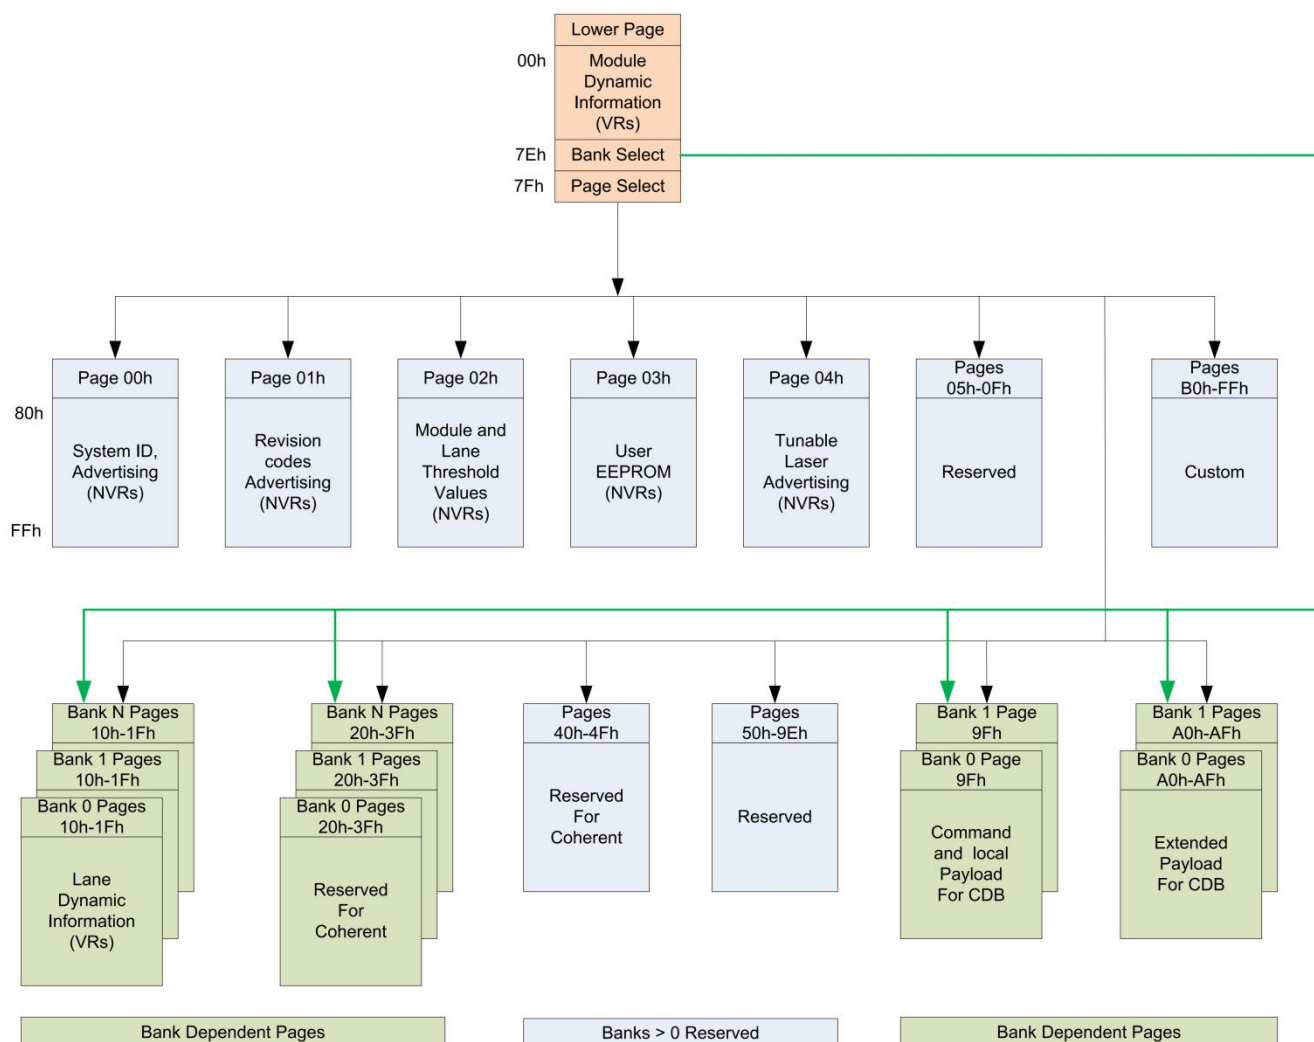 Lower Page
00h
Module
Dynamic
Information
(VRs)
7Eh
Bank Select
7Fh
Page Select
Page 00h
Page 01h
Page 02h
Page 03h
Page 04h
Pages
05h-0Fh
Pages
B0h-FFh
80h
FFh
System ID,
Advertising
(NVRs)
Revision
codes
Advertising
(NVRs)
Module and
Lane
Threshold
Values
(NVRs)
User
EEPROM
(NVRs)
Tunable
Laser
Advertising
(NVRs)
Reserved
Custom
Bank N Pages
10h-1Fh
Bank 1 Pages
10h-1Fh
Bank 0 Pages
10h-1Fh
Lane
Dynamic
Information
(VRs)
Bank N Pages
20h-3Fh
Bank 1 Pages
20h-3Fh
Bank 0 Pages
20h-3Fh
Reserved
For
Coherent
Pages
40h-4Fh
Reserved
For
Coherent
Pages
50h-9Eh
Reserved
Bank 1 Page
9Fh
Bank 0 Page
9Fh
Command
and local
Payload
For CDB
Bank 1 Pages
A0h-AFh
Bank 0 Pages
A0h-AFh
Extended
Payload
For CDB
Bank Dependent Pages
Banks > 0 Reserved
Bank Dependent Pages